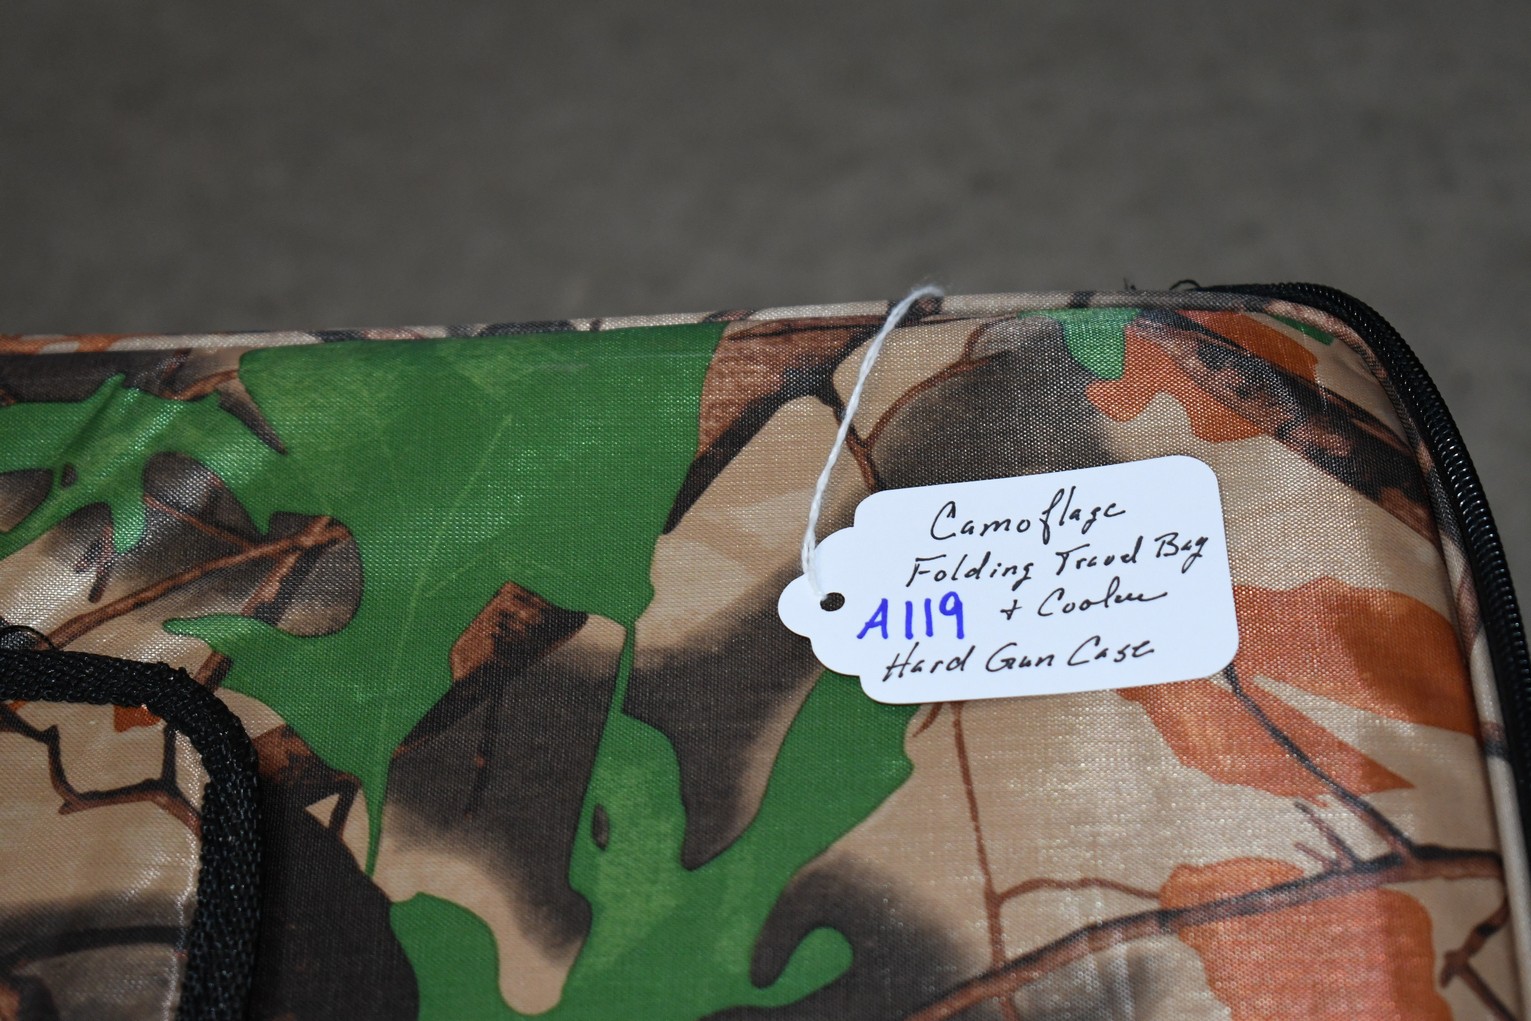 Camoflage
Folding Travel Bag
A119 + Cooler
Hard Gun Case